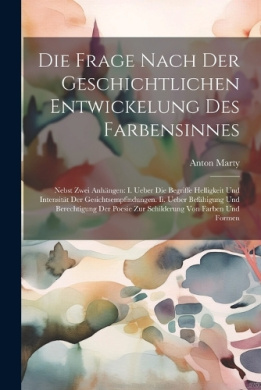 Die Frage Nach Der
Geschichtlichen
Entwickelung Des
Farbensinnes
Anton Marty
Nebst Zwei Anhängen: I. Ueber Die Begriffe Helligkeit Und
Intensität Der Gesichtsempfindungen. Ii. Ueber Befähigung Und
Berechtigung Der Poesie Zur Schilderung Von Farben Und
Formen